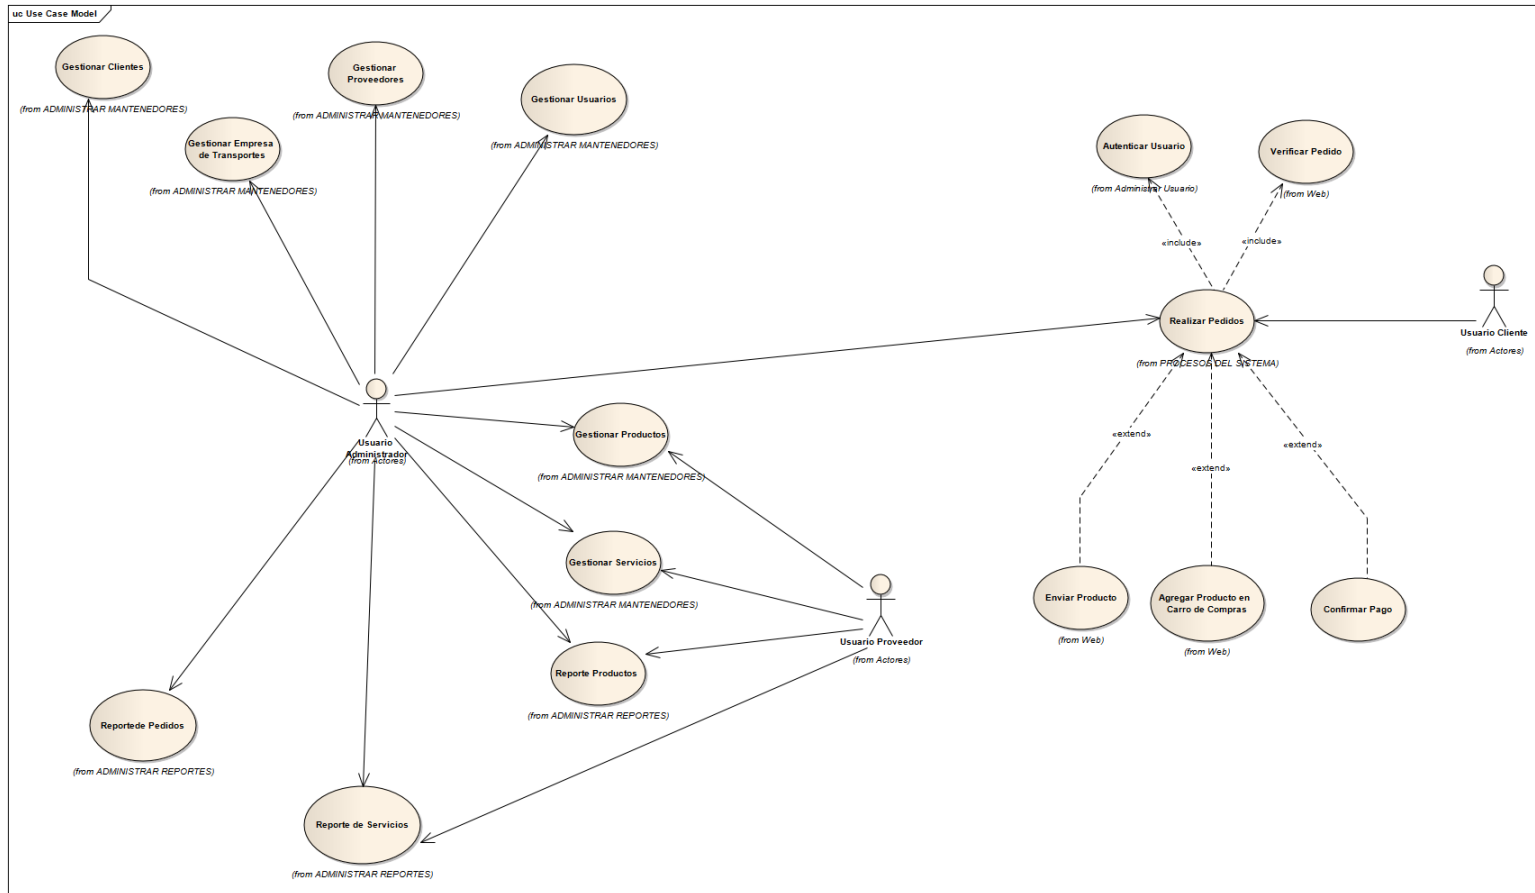 uc Use Case Model
Gestionar Clientes
(from ADMINISTRAR MANTENEDORES)
Gestionar
Proveedores
(from ADMINISTRAR MANTENEDORES)
Gestionar Usuarios
(from ADMINISTRAR MANTENEDORES)
Gestionar Empresa
de Transportes
(from ADMINISTRAR MANTENEDORES)
Autenticar Usuario
(from Administrar Usuario)
Verificar Pedido
(from Web)
«include»
«include»
Realizar Pedidos
(from PROCESOS DEL SISTEMA)
Usuario Cliente
(from Actores)
Usuario
Administrador
(from Actores)
Gestionar Productos
(from ADMINISTRAR MANTENEDORES)
«extend»
«extend»
«extend»
Gestionar Servicios
(from ADMINISTRAR MANTENEDORES)
Usuario Proveedor
(from Actores)
Enviar Producto
(from Web)
Agregar Producto en
Carro de Compras
(from Web)
Confirmar Pago
Reporte Productos
(from ADMINISTRAR REPORTES)
Reportede Pedidos
(from ADMINISTRAR REPORTES)
Reporte de Servicios
(from ADMINISTRAR REPORTES)